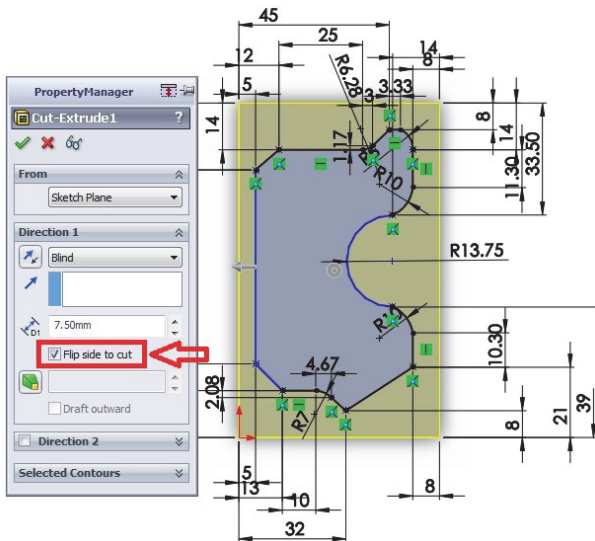 PropertyManager
Cut-Extrude1 ?
From
Sketch Plane
Direction 1
Blind
D1 7.50mm
Flip side to cut
Draft outward
Direction 2
Selected Contours
45
25
14
12
8
5
R6.28
3.33
3
14
1.17
8
14
11.30
33.50
R10
R13.75
10.30
4.67
2.08
R7
21
39
8
5
13
10
8
32